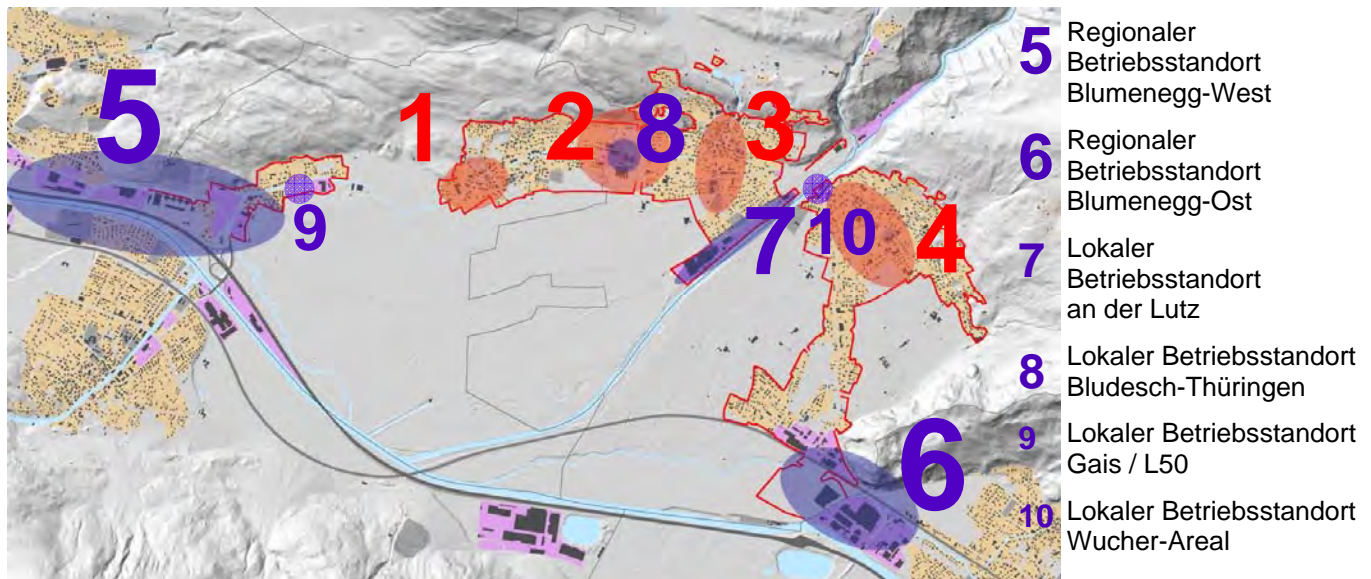 5
1
2
8
3
9
7
10
4
6
5 Regionaler
Betriebsstandort
Blumenegg-West
6 Regionaler
Betriebsstandort
Blumenegg-Ost
7 Lokaler
Betriebsstandort
an der Lutz
8 Lokaler Betriebsstandort
Bludesch-Thüringen
9 Lokaler Betriebsstandort
Gais / L50
10 Lokaler Betriebsstandort
Wucher-Areal